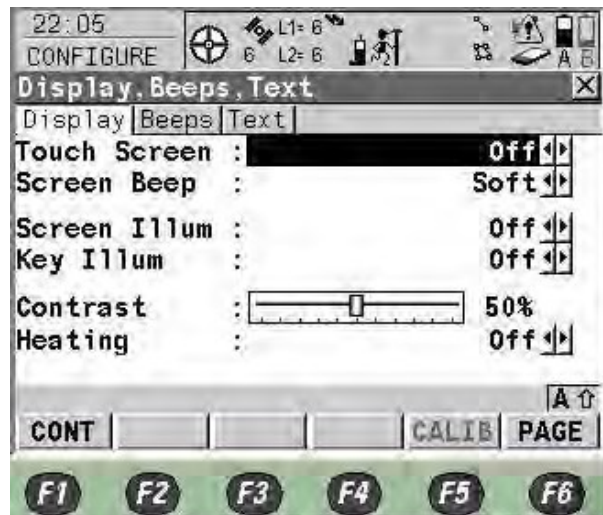 22:05
CONFIGURE
6 L1= 6
L2= 6
A B
Display,Beeps,Text
Display Beeps Text
Touch Screen : Off
Screen Beep : Soft
Screen Illum : Off
Key Illum : Off
Contrast : 50%
Heating : Off
A
CONT CALIB PAGE
F1 F2 F3 F4 F5 F6